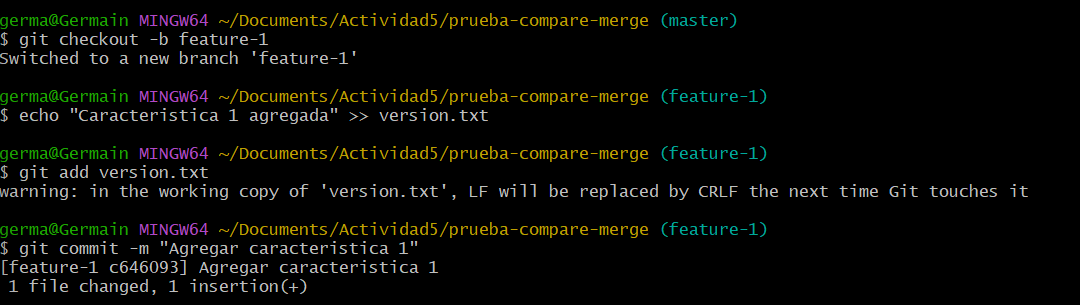 germa@Germain MINGW64 ~/Documents/Actividad5/prueba-compare-merge (master)
$ git checkout -b feature-1
Switched to a new branch 'feature-1'
germa@Germain MINGW64 ~/Documents/Actividad5/prueba-compare-merge (feature-1)
$ echo "Caracteristica 1 agregada" >> version.txt
germa@Germain MINGW64 ~/Documents/Actividad5/prueba-compare-merge (feature-1)
$ git add version.txt
warning: in the working copy of 'version.txt', LF will be replaced by CRLF the next time Git touches it
germa@Germain MINGW64 ~/Documents/Actividad5/prueba-compare-merge (feature-1)
$ git commit -m "Agregar caracteristica 1"
[feature-1 c646093] Agregar caracteristica 1
 1 file changed, 1 insertion(+)